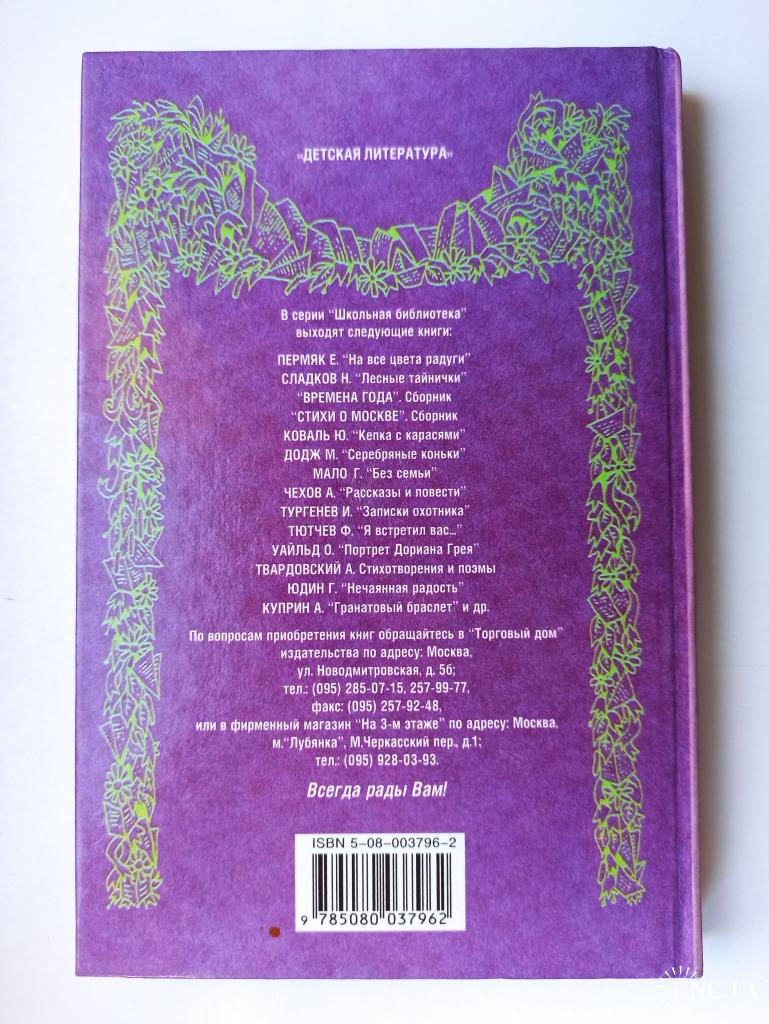 «ДЕТСКАЯ ЛИТЕРАТУРА»
В серии "Школьная библиотека"
выходят следующие книги:
ПЕРМЯК Е. "На все цвета радуги"
СЛАДКОВ Н. "Лесные тайнички"
"ВРЕМЕНА ГОДА". Сборник
"СТИХИ О МОСКВЕ". Сборник
КОВАЛЬ Ю. "Кепка с карасями"
ДОДЖ М. "Серебряные коньки"
МАЛО Г. "Без семьи"
ЧЕХОВ А. "Рассказы и повести"
ТУРГЕНЕВ И. "Записки охотника"
ТЮТЧЕВ Ф. "Я встретил вас..."
УАЙЛЬД О. "Портрет Дориана Грея"
ТВАРДОВСКИЙ А. Стихотворения и поэмы
ЮДИН Г. "Нечаянная радость"
КУПРИН А. "Гранатовый браслет" и др.
По вопросам приобретения книг обращайтесь в "Торговый дом"
издательства по адресу: Москва,
ул. Новодмитровская, д. 5б;
тел.: (095) 285-07-15, 257-99-77,
факс: (095) 257-92-48,
или в фирменный магазин "На 3-м этаже" по адресу: Москва.
м."Лубянка", М.Черкасский пер., д.1;
тел.: (095) 928-03-93.
Всегда рады Вам!
ISBN 5-08-003796-2
9 785080 037962
UNC.UA